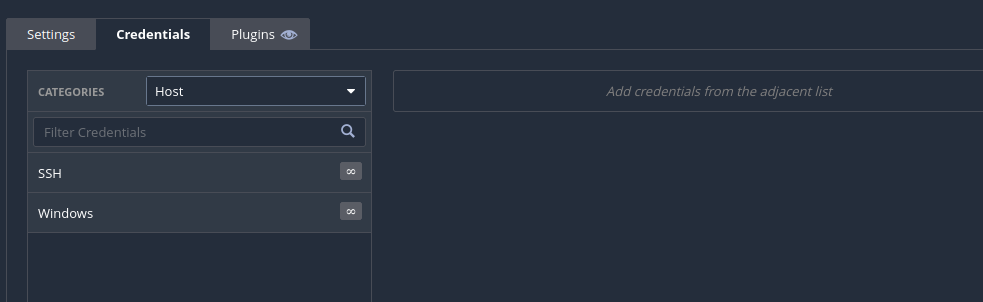 Settings
Credentials
Plugins
CATEGORIES
Host
Add credentials from the adjacent list
Filter Credentials
SSH
∞
Windows
∞